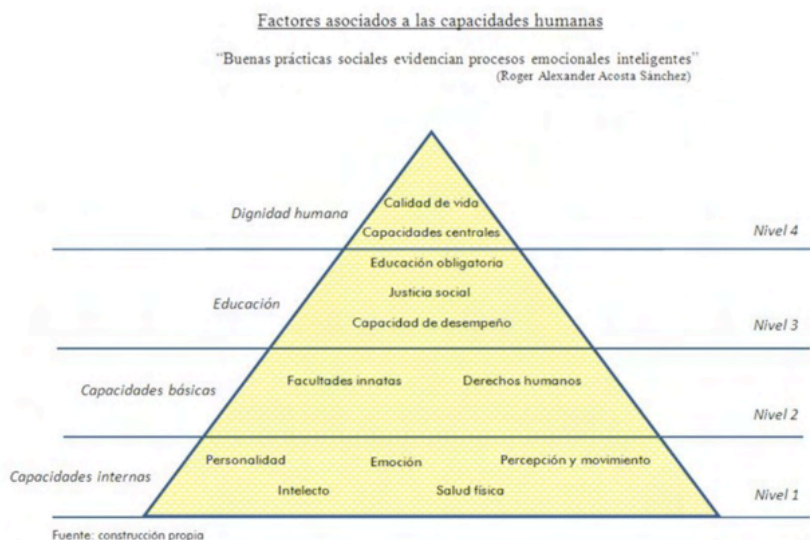 Factores asociados a las capacidades humanas
“Buenas prácticas sociales evidencian procesos emocionales inteligentes”
(Roger Alexander Acosta Sánchez)
Calidad de vida
Dignidad humana
Capacidades centrales
Nivel 4
Educación obligatoria
Justicia social
Educación
Capacidad de desempeño
Nivel 3
Facultades innatas
Derechos humanos
Capacidades básicas
Nivel 2
Personalidad
Emoción
Percepción y movimiento
Capacidades internas
Intelecto
Salud física
Nivel 1
Fuente: construcción propia